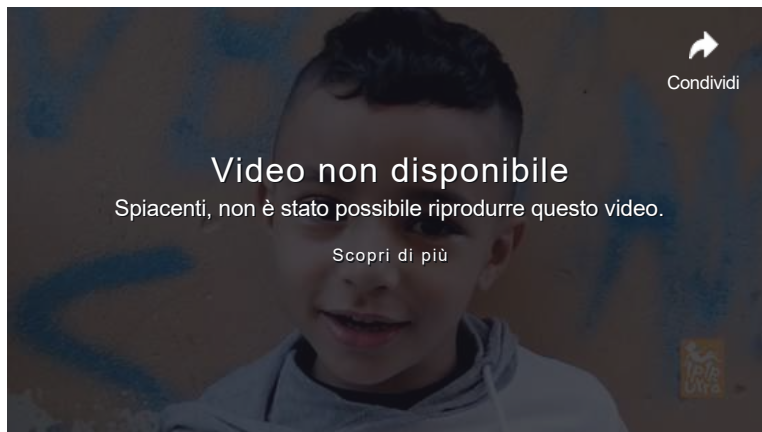 Condividi
Video non disponibile
Spiacenti, non è stato possibile riprodurre questo video.
Scopri di più